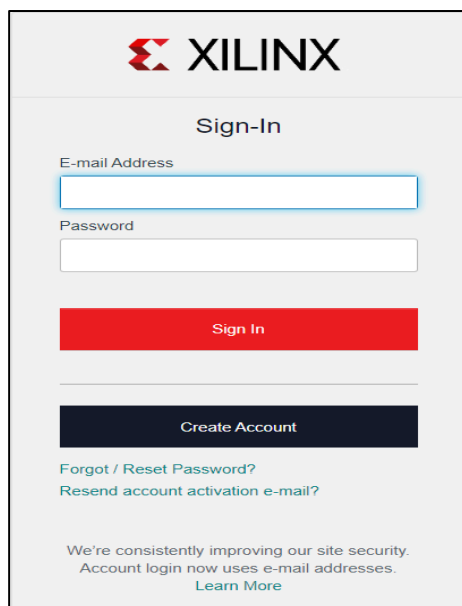 XILINX
Sign-In
E-mail Address
Password
Sign In
Create Account
Forgot / Reset Password?
Resend account activation e-mail?
We're consistently improving our site security.
Account login now uses e-mail addresses.
Learn More